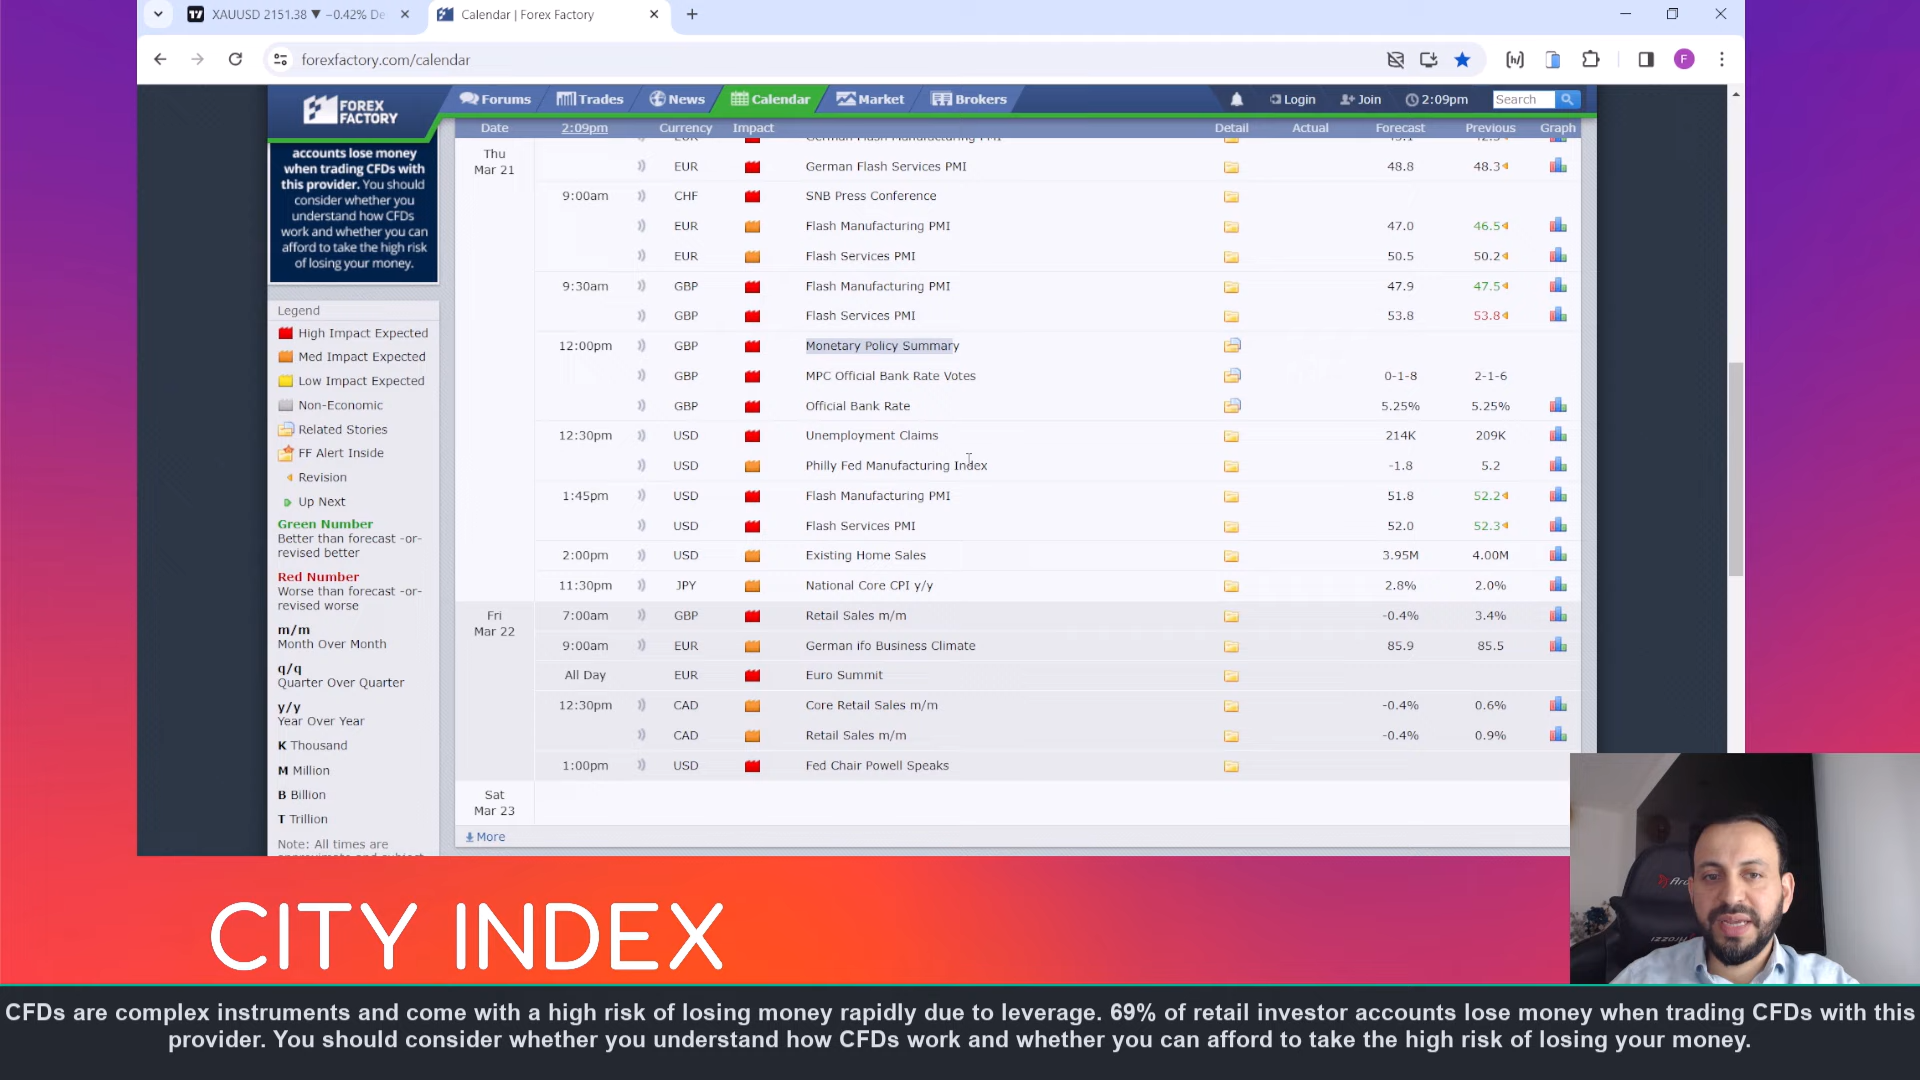 XAUUSD 2151.38 ▼ −0.42% De
Calendar | Forex Factory
forexfactory.com/calendar
F
FOREX
FACTORY
Forums
Trades
News
Calendar
Market
Brokers
Login
Join
2:09pm
Search
Date 2:09pm Currency Impact Detail Actual Forecast Previous Graph
accounts lose money
when trading CFDs with
this provider. You should
consider whether you
understand how CFDs
work and whether you can
afford to take the high risk
of losing your money.
Legend
High Impact Expected
Med Impact Expected
Low Impact Expected
Non-Economic
Related Stories
FF Alert Inside
Revision
Up Next
Green Number
Better than forecast -or-
revised better
Red Number
Worse than forecast -or-
revised worse
m/m
Month Over Month
q/q
Quarter Over Quarter
y/y
Year Over Year
K Thousand
M Million
B Billion
T Trillion
Note: All times are
Thu
Mar 21
German Flash Manufacturing PMI
EUR German Flash Services PMI 48.8 48.3
9:00am CHF SNB Press Conference
EUR Flash Manufacturing PMI 47.0 46.5
EUR Flash Services PMI 50.5 50.2
9:30am GBP Flash Manufacturing PMI 47.9 47.5
GBP Flash Services PMI 53.8 53.8
12:00pm GBP Monetary Policy Summary
GBP MPC Official Bank Rate Votes 0-1-8 2-1-6
GBP Official Bank Rate 5.25% 5.25%
12:30pm USD Unemployment Claims 214K 209K
USD Philly Fed Manufacturing Index -1.8 5.2
1:45pm USD Flash Manufacturing PMI 51.8 52.2
USD Flash Services PMI 52.0 52.3
2:00pm USD Existing Home Sales 3.95M 4.00M
11:30pm JPY National Core CPI y/y 2.8% 2.0%
Fri
Mar 22
7:00am GBP Retail Sales m/m -0.4% 3.4%
9:00am EUR German ifo Business Climate 85.9 85.5
All Day EUR Euro Summit
12:30pm CAD Core Retail Sales m/m -0.4% 0.6%
CAD Retail Sales m/m -0.4% 0.9%
1:00pm USD Fed Chair Powell Speaks
Sat
Mar 23
More
CITY INDEX
CFDs are complex instruments and come with a high risk of losing money rapidly due to leverage. 69% of retail investor accounts lose money when trading CFDs with this
provider. You should consider whether you understand how CFDs work and whether you can afford to take the high risk of losing your money.